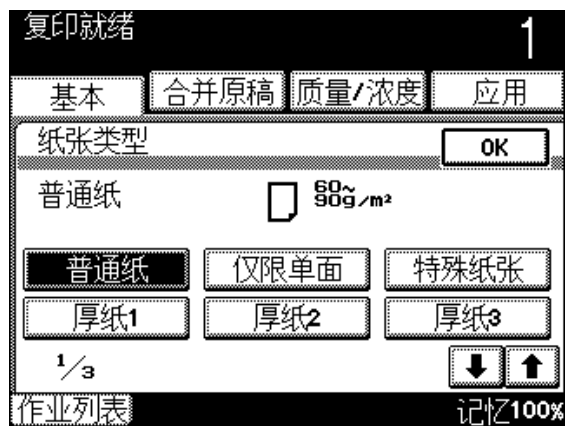 复印就绪 1
基本 合并原稿 质量/浓度 应用
纸张类型 OK
普通纸 60~90g/m²
普通纸 仅限单面 特殊纸张
厚纸1 厚纸2 厚纸3
1/3
作业列表 记忆100%